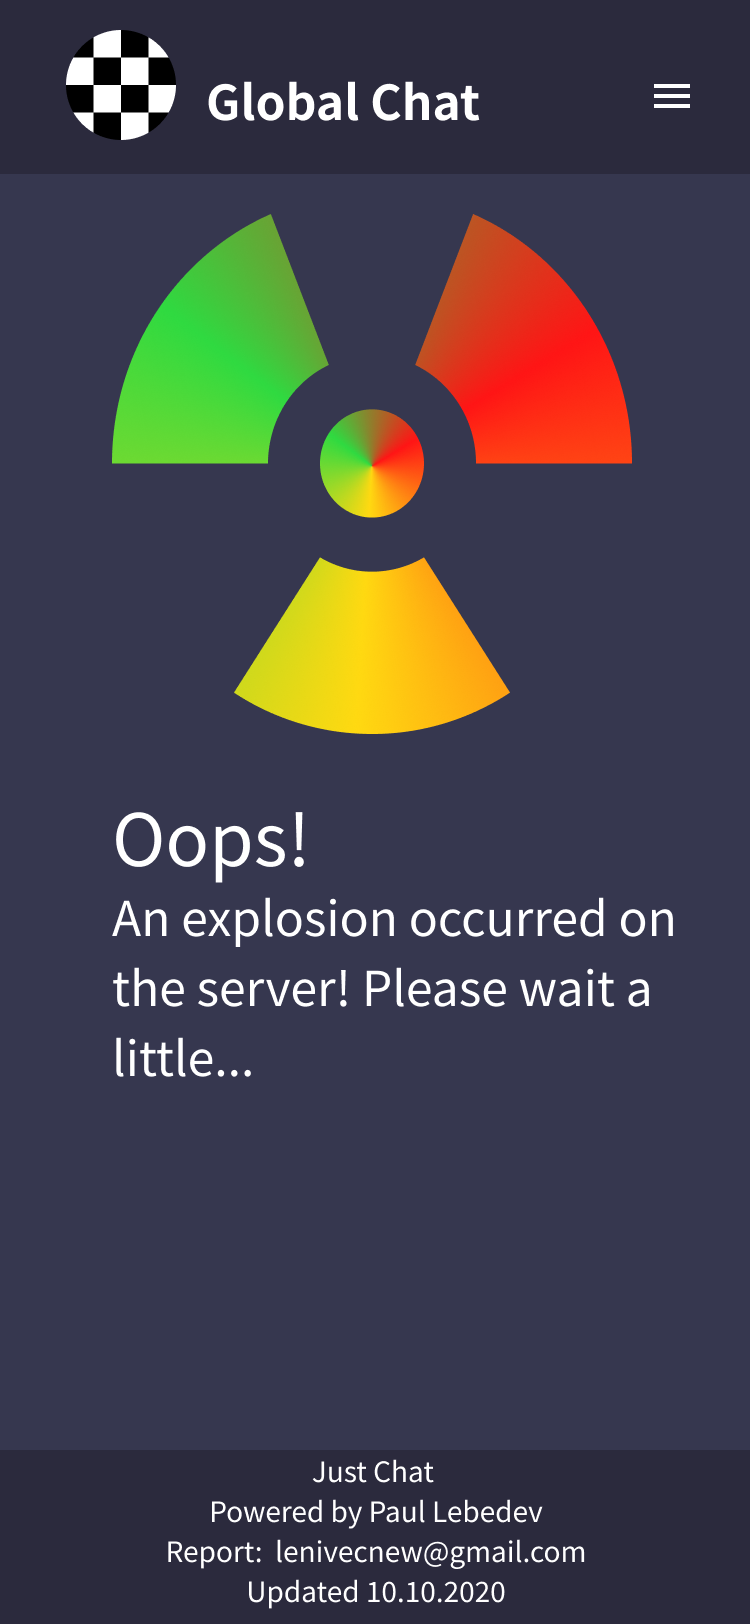 Global Chat
Oops!
An explosion occurred on
the server! Please wait a
little...
Just Chat
Powered by Paul Lebedev
Report: lenivecnew@gmail.com
Updated 10.10.2020